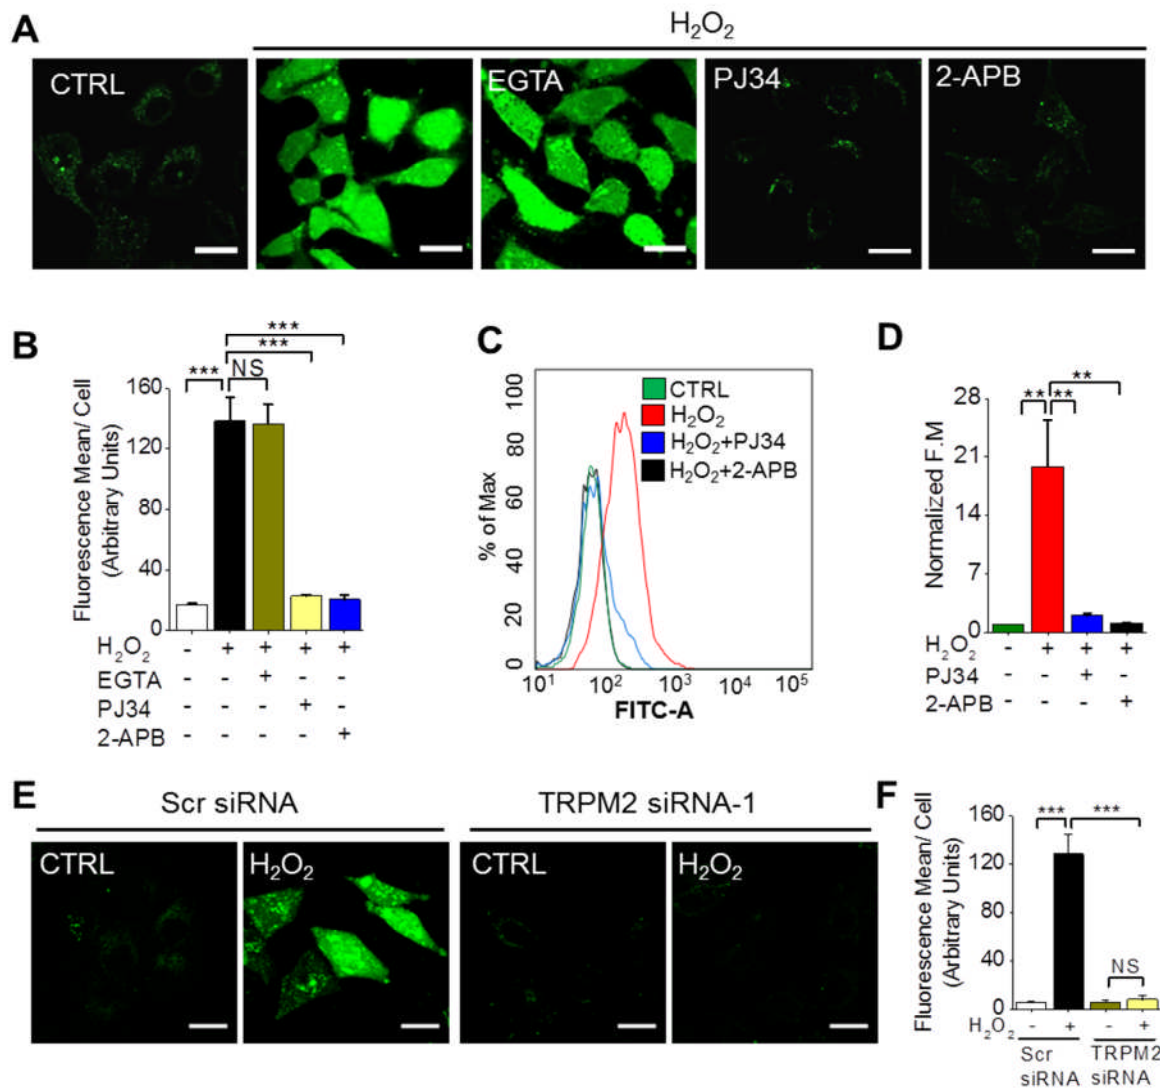 A
H₂O₂
CTRL
EGTA
PJ34
2-APB
B
***
***
*** NS
Fluorescence Mean/ Cell
(Arbitrary Units)
160
120
80
40
0
H₂O₂ - + + + +
EGTA - - + - -
PJ34 - - - + -
2-APB - - - - +
C
% of Max
100
80
60
40
20
0
CTRL
H₂O₂
H₂O₂+PJ34
H₂O₂+2-APB
10¹ 10² 10³ 10⁴ 10⁵
FITC-A
D
**
** **
Normalized F.M
28
21
14
7
0
H₂O₂ - + + +
PJ34 - - + -
2-APB - - - +
E
Scr siRNA
TRPM2 siRNA-1
CTRL
H₂O₂
CTRL
H₂O₂
F
*** ***
NS
Fluorescence Mean/ Cell
(Arbitrary Units)
160
120
80
40
0
H₂O₂ - + - +
Scr
siRNA
TRPM2
siRNA